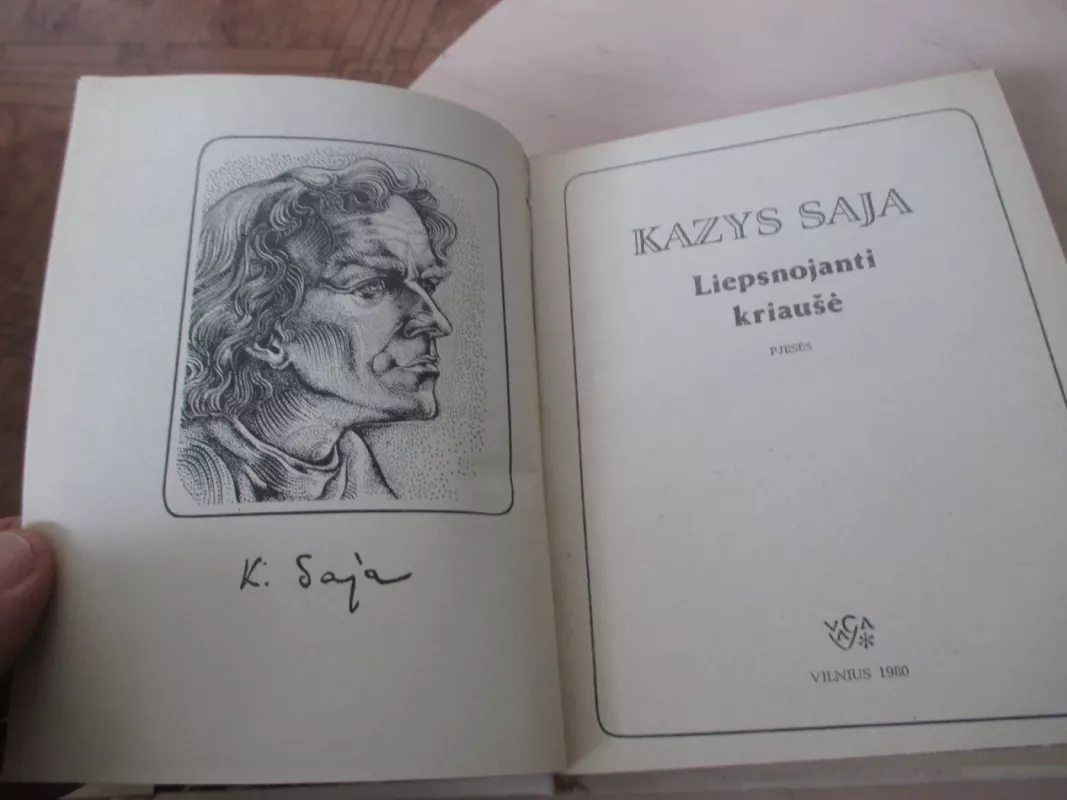 K. Saja
KAZYS SAJA
Liepsnojanti
kriaušė
PJESĖS
VAGA
VILNIUS 1980